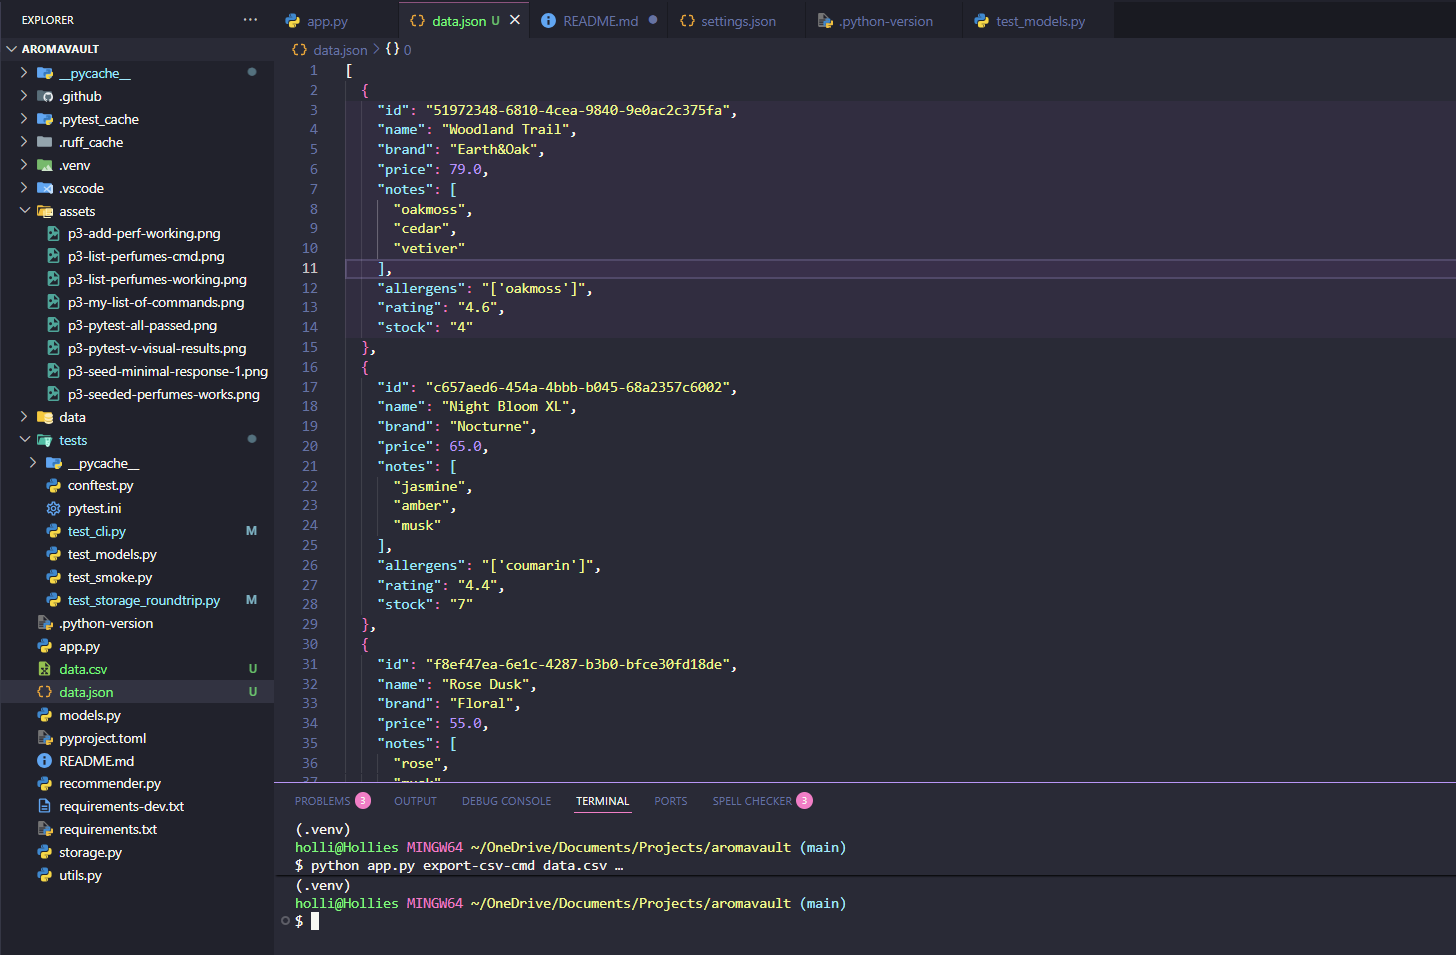 EXPLORER ···
AROMAVAULT
__pycache__
.github
.pytest_cache
.ruff_cache
.venv
.vscode
assets
p3-add-perf-working.png
p3-list-perfumes-cmd.png
p3-list-perfumes-working.png
p3-my-list-of-commands.png
p3-pytest-all-passed.png
p3-pytest-v-visual-results.png
p3-seed-minimal-response-1.png
p3-seeded-perfumes-works.png
data
tests
__pycache__
conftest.py
pytest.ini
test_cli.py M
test_models.py
test_smoke.py
test_storage_roundtrip.py M
.python-version
app.py
data.csv U
data.json U
models.py
pyproject.toml
README.md
recommender.py
requirements-dev.txt
requirements.txt
storage.py
utils.py
app.py {} data.json U README.md {} settings.json .python-version test_models.py
{} data.json > {} 0
1 [
2 {
3 "id": "51972348-6810-4cea-9840-9e0ac2c375fa",
4 "name": "Woodland Trail",
5 "brand": "Earth&Oak",
6 "price": 79.0,
7 "notes": [
8 "oakmoss",
9 "cedar",
10 "vetiver"
11 ],
12 "allergens": "['oakmoss']",
13 "rating": "4.6",
14 "stock": "4"
15 },
16 {
17 "id": "c657aed6-454a-4bbb-b045-68a2357c6002",
18 "name": "Night Bloom XL",
19 "brand": "Nocturne",
20 "price": 65.0,
21 "notes": [
22 "jasmine",
23 "amber",
24 "musk"
25 ],
26 "allergens": "['coumarin']",
27 "rating": "4.4",
28 "stock": "7"
29 },
30 {
31 "id": "f8ef47ea-6e1c-4287-b3b0-bfce30fd18de",
32 "name": "Rose Dusk",
33 "brand": "Floral",
34 "price": 55.0,
35 "notes": [
36 "rose",
37 "musk"
PROBLEMS 3 OUTPUT DEBUG CONSOLE TERMINAL PORTS SPELL CHECKER 3
(.venv)
holli@Hollies MINGW64 ~/OneDrive/Documents/Projects/aromavault (main)
$ python app.py export-csv-cmd data.csv …
(.venv)
holli@Hollies MINGW64 ~/OneDrive/Documents/Projects/aromavault (main)
$